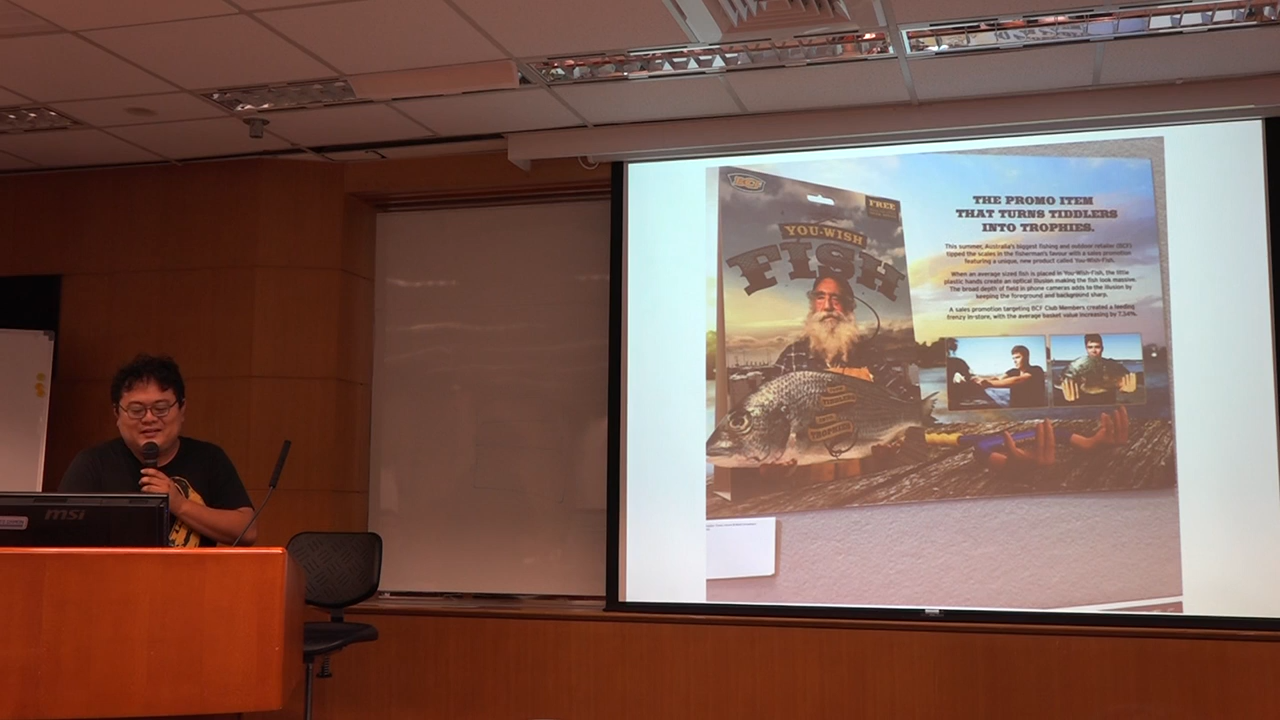 BCF
FREE
YOU-WISH
FISH
THE PROMO ITEM
THAT TURNS TIDDLERS
INTO TROPHIES.
This summer, Australia's biggest fishing and outdoor retailer (BCF)
tipped the scales in the fisherman's favour with a sales promotion
featuring a unique, new product called You-Wish-Fish.
When an average sized fish is placed in You-Wish-Fish, the little
plastic hands create an optical illusion making the fish look massive.
The broad depth of field in phone cameras adds to the illusion by
keeping the foreground and background sharp.
A sales promotion targeting BCF Club Members created a feeding
frenzy in-store, with the average basket value increasing by 7.34%.
TURNS
TIDDLERS
INTO
TROPHIES
msi